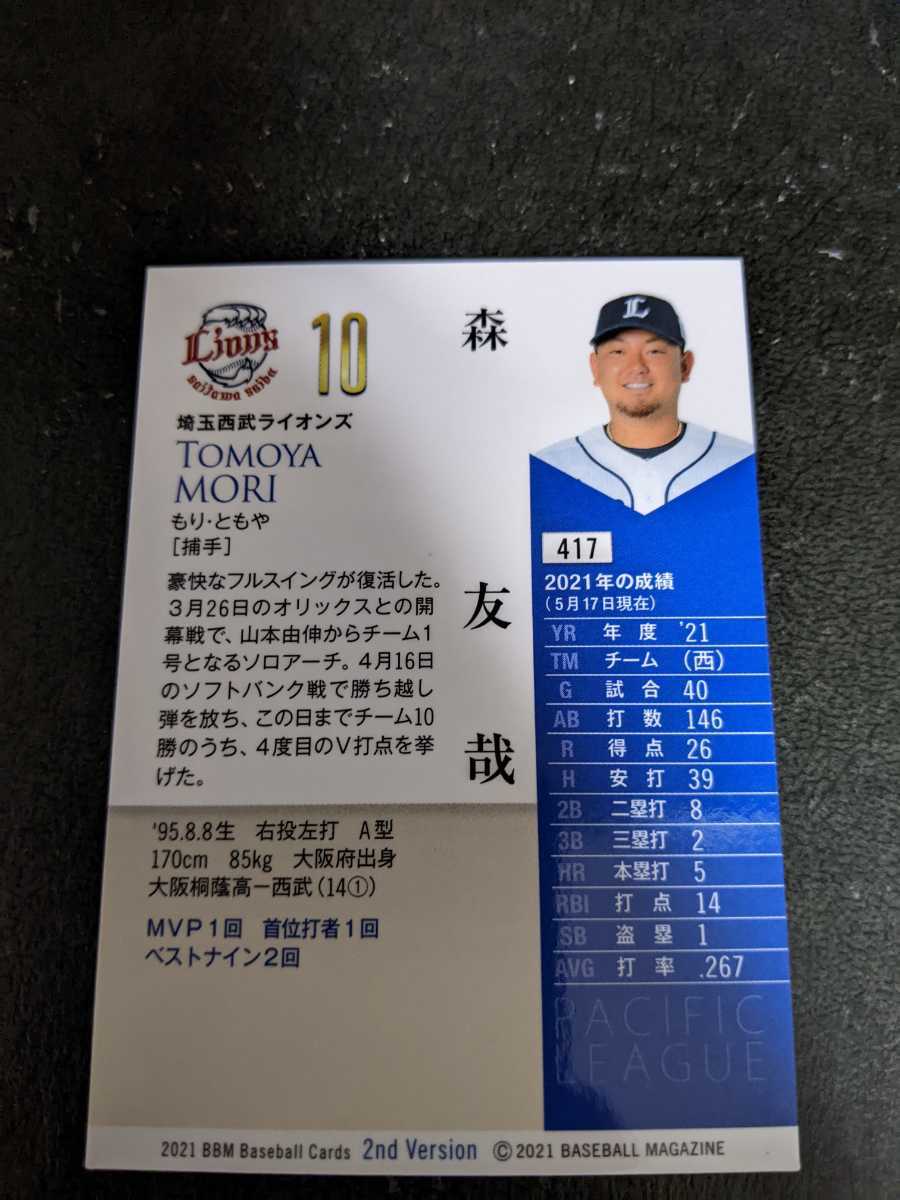 Lions
saitama seibu
10
埼玉西武ライオンズ
TOMOYA
MORI
もり・ともや
[捕手]
森友哉
豪快なフルスイングが復活した。
3月26日のオリックスとの開
幕戦で、山本由伸からチーム1
号となるソロアーチ。4月16日
のソフトバンク戦で勝ち越し
弾を放ち、この日までチーム10
勝のうち、4度目のV打点を挙
げた。
'95.8.8生 右投左打 A型
170cm 85kg 大阪府出身
大阪桐蔭高ー西武(14①)
MVP1回 首位打者1回
ベストナイン2回
L
417
2021年の成績
(5月17日現在)
YR 年度 '21
TM チーム (西)
G 試合 40
AB 打数 146
R 得点 26
H 安打 39
2B 二塁打 8
3B 三塁打 2
HR 本塁打 5
RBI 打点 14
SB 盗塁 1
AVG 打率 .267
PACIFIC
LEAGUE
2021 BBM Baseball Cards 2nd Version ©2021 BASEBALL MAGAZINE